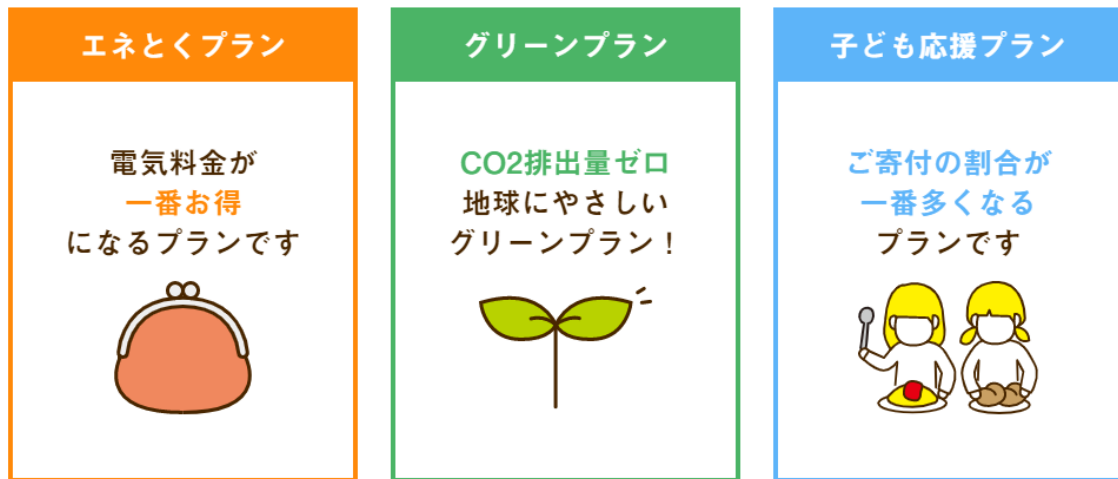 エネとくプラン
電気料金が
一番お得
になるプランです
グリーンプラン
CO2排出量ゼロ
地球にやさしい
グリーンプラン！
子ども応援プラン
ご寄付の割合が
一番多くなる
プランです